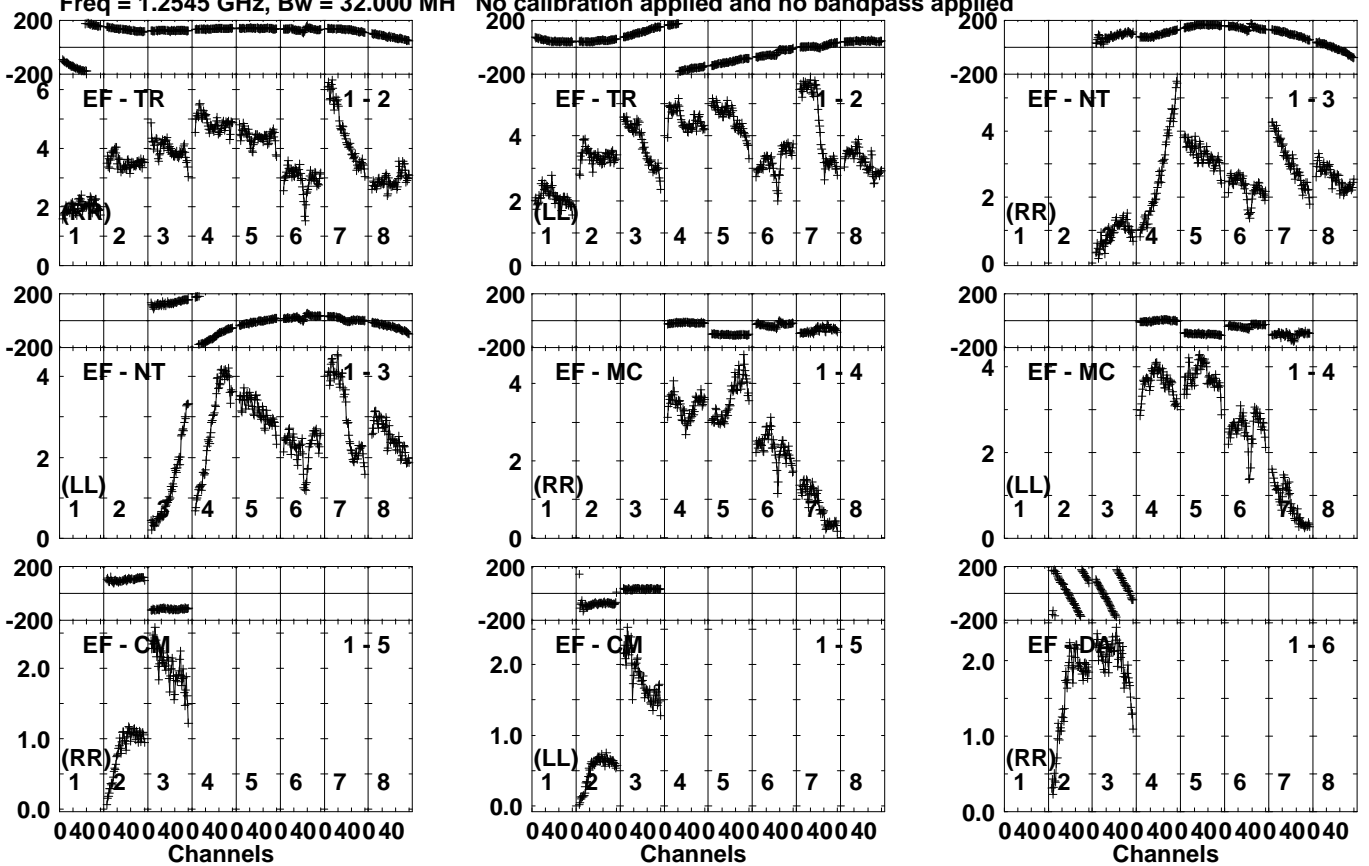 Freq = 1.2545 GHz, Bw = 32.000 MH No calibration applied and no bandpass applied
200 200 200
-200 -200 -200
6 EF - TR 1 - 2 EF - TR 1 - 2 EF - NT 1 - 3
4 4 4
2 2 2
(RR) (LL) (RR)
1 2 3 4 5 6 7 8 1 2 3 4 5 6 7 8 1 2 3 4 5 6 7 8
0 0 0
200 200 200
-200 -200 -200
EF - NT 1 - 3 EF - MC 1 - 4 EF - MC 1 - 4
4 4 4
2 2 2
(LL) (RR) (LL)
1 2 3 4 5 6 7 8 1 2 3 4 5 6 7 8 1 2 3 4 5 6 7 8
0 0 0
200 200 200
-200 -200 -200
EF - CM 1 - 5 EF - CM 1 - 5 EF - DA 1 - 6
2.0 2.0 2.0
1.0 1.0 1.0
(RR) (LL) (RR)
1 2 3 4 5 6 7 8 1 2 3 4 5 6 7 8 1 2 3 4 5 6 7 8
0.0 0.0 0.0
0 40 0 40 0 40 0 40 0 40 0 40 0 40 0 40 0 40 0 40 0 40 0 40 0 40 0 40 0 40 0 40 0 40 0 40 0 40 0 40 0 40 0 40 0 40 0 40
Channels Channels Channels